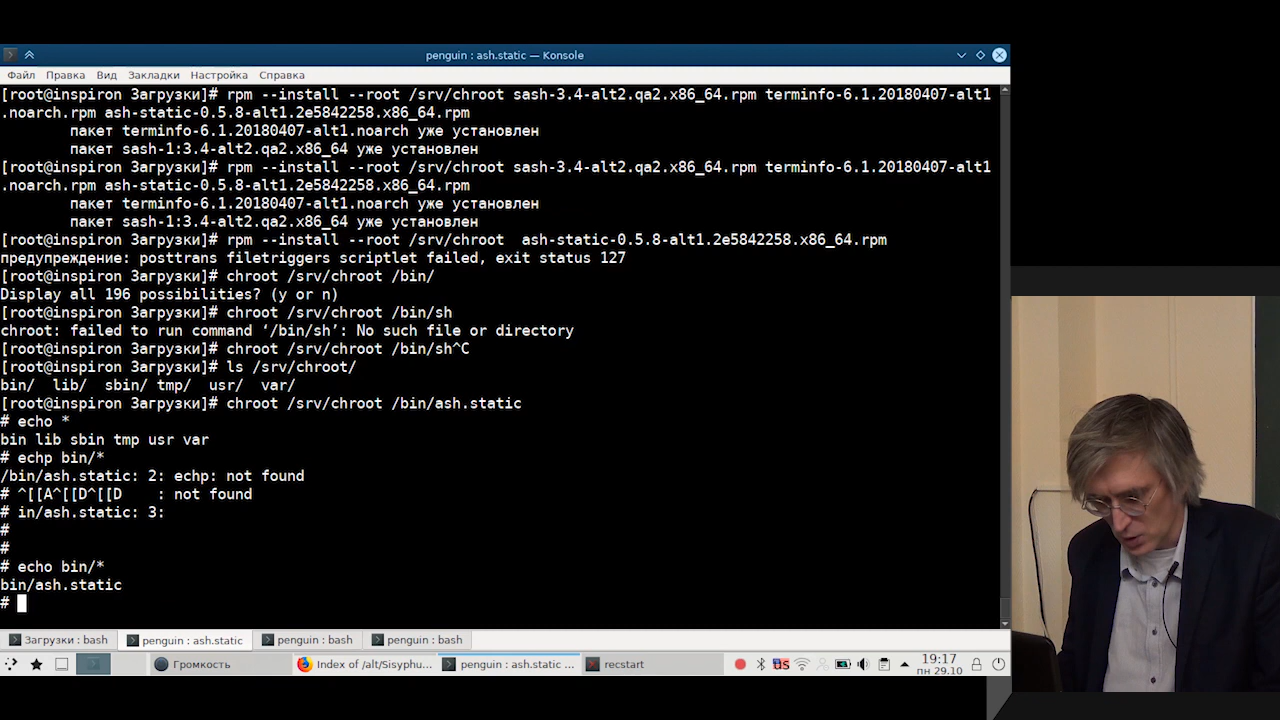 penguin : ash.static — Konsole
Файл Правка Вид Закладки Настройка Справка
[root@inspiron Загрузки]# rpm --install --root /srv/chroot sash-3.4-alt2.qa2.x86_64.rpm terminfo-6.1.20180407-alt1
.noarch.rpm ash-static-0.5.8-alt1.2e5842258.x86_64.rpm
пакет terminfo-6.1.20180407-alt1.noarch уже установлен
пакет sash-1:3.4-alt2.qa2.x86_64 уже установлен
[root@inspiron Загрузки]# rpm --install --root /srv/chroot sash-3.4-alt2.qa2.x86_64.rpm terminfo-6.1.20180407-alt1
.noarch.rpm ash-static-0.5.8-alt1.2e5842258.x86_64.rpm
пакет terminfo-6.1.20180407-alt1.noarch уже установлен
пакет sash-1:3.4-alt2.qa2.x86_64 уже установлен
[root@inspiron Загрузки]# rpm --install --root /srv/chroot  ash-static-0.5.8-alt1.2e5842258.x86_64.rpm
предупреждение: posttrans filetriggers scriptlet failed, exit status 127
[root@inspiron Загрузки]# chroot /srv/chroot /bin/
Display all 196 possibilities? (y or n)
[root@inspiron Загрузки]# chroot /srv/chroot /bin/sh
chroot: failed to run command ‘/bin/sh’: No such file or directory
[root@inspiron Загрузки]# chroot /srv/chroot /bin/sh^C
[root@inspiron Загрузки]# ls /srv/chroot/
bin/  lib/  sbin/ tmp/  usr/  var/
[root@inspiron Загрузки]# chroot /srv/chroot /bin/ash.static
# echo *
bin lib sbin tmp usr var
# echp bin/*
/bin/ash.static: 2: echp: not found
# ^[[A^[[D^[[D    : not found
# in/ash.static: 3:
#
#
# echo bin/*
bin/ash.static
#
Загрузки : bash penguin : ash.static penguin : bash penguin : bash
Громкость Index of /alt/Sisyphu... penguin : ash.static ... recstart US 19:17
пн 29.10